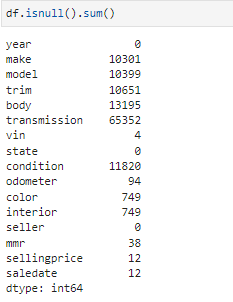 df.isnull().sum()
year 0
make 10301
model 10399
trim 10651
body 13195
transmission 65352
vin 4
state 0
condition 11820
odometer 94
color 749
interior 749
seller 0
mmr 38
sellingprice 12
saledate 12
dtype: int64